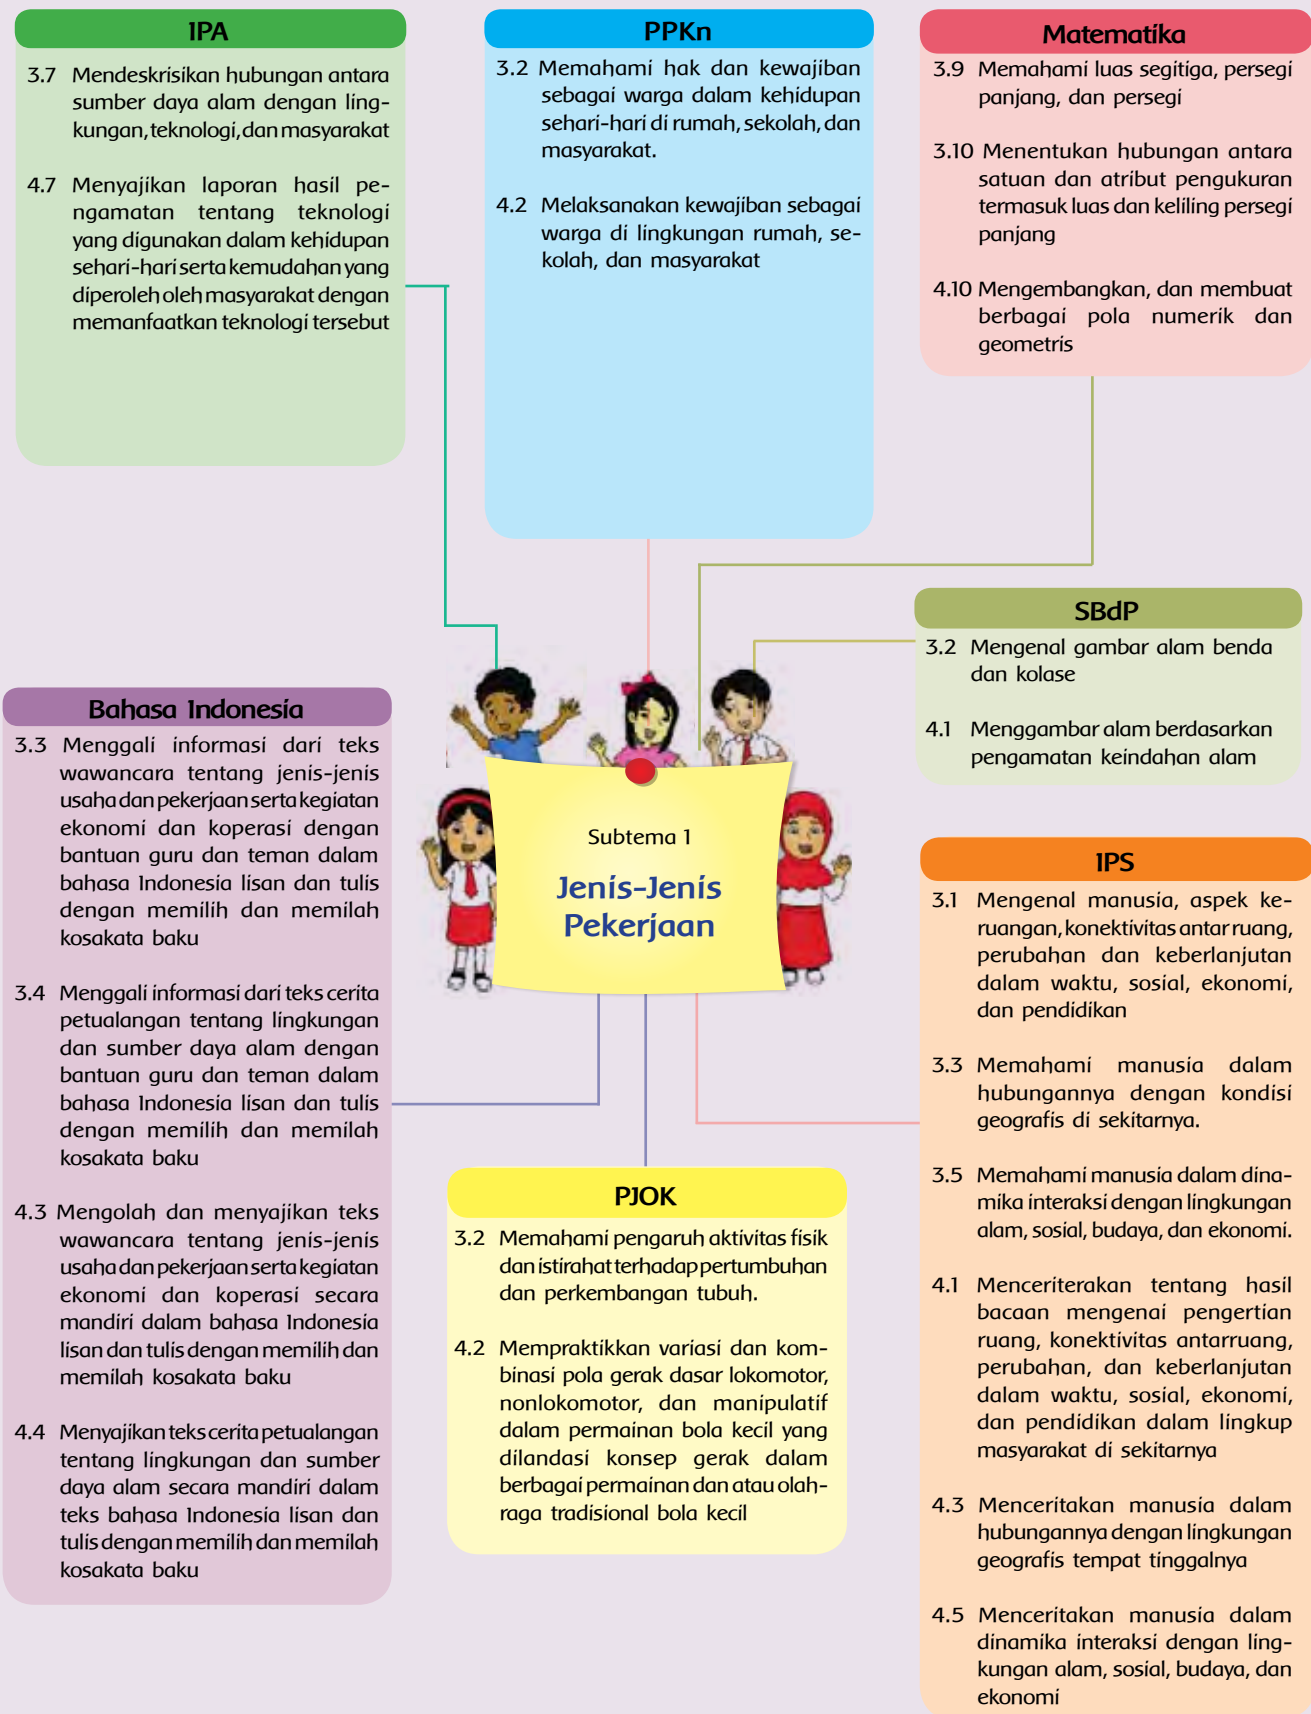 IPA
3.7 Mendeskrisikan hubungan antara
sumber daya alam dengan ling-
kungan, teknologi, dan masyarakat
4.7 Menyajikan laporan hasil pe-
ngamatan tentang teknologi
yang digunakan dalam kehidupan
sehari-hari serta kemudahan yang
diperoleh oleh masyarakat dengan
memanfaatkan teknologi tersebut
PPKn
3.2 Memahami hak dan kewajiban
sebagai warga dalam kehidupan
sehari-hari di rumah, sekolah, dan
masyarakat.
4.2 Melaksanakan kewajiban sebagai
warga di lingkungan rumah, se-
kolah, dan masyarakat
Matematika
3.9 Memahami luas segitiga, persegi
panjang, dan persegi
3.10 Menentukan hubungan antara
satuan dan atribut pengukuran
termasuk luas dan keliling persegi
panjang
4.10 Mengembangkan, dan membuat
berbagai pola numerik dan
geometris
SBdP
3.2 Mengenal gambar alam benda
dan kolase
4.1 Menggambar alam berdasarkan
pengamatan keindahan alam
Bahasa Indonesia
3.3 Menggali informasi dari teks
wawancara tentang jenis-jenis
usaha dan pekerjaan serta kegiatan
ekonomi dan koperasi dengan
bantuan guru dan teman dalam
bahasa Indonesia lisan dan tulis
dengan memilih dan memilah
kosakata baku
3.4 Menggali informasi dari teks cerita
petualangan tentang lingkungan
dan sumber daya alam dengan
bantuan guru dan teman dalam
bahasa Indonesia lisan dan tulis
dengan memilih dan memilah
kosakata baku
4.3 Mengolah dan menyajikan teks
wawancara tentang jenis-jenis
usaha dan pekerjaan serta kegiatan
ekonomi dan koperasi secara
mandiri dalam bahasa Indonesia
lisan dan tulis dengan memilih dan
memilah kosakata baku
4.4 Menyajikan teks cerita petualangan
tentang lingkungan dan sumber
daya alam secara mandiri dalam
teks bahasa Indonesia lisan dan
tulis dengan memilih dan memilah
kosakata baku
Subtema 1
Jenis-Jenis
Pekerjaan
PJOK
3.2 Memahami pengaruh aktivitas fisik
dan istirahat terhadap pertumbuhan
dan perkembangan tubuh.
4.2 Mempraktikkan variasi dan kom-
binasi pola gerak dasar lokomotor,
nonlokomotor, dan manipulatif
dalam permainan bola kecil yang
dilandasi konsep gerak dalam
berbagai permainan dan atau olah-
raga tradisional bola kecil
IPS
3.1 Mengenal manusia, aspek ke-
ruangan, konektivitas antar ruang,
perubahan dan keberlanjutan
dalam waktu, sosial, ekonomi,
dan pendidikan
3.3 Memahami manusia dalam
hubungannya dengan kondisi
geografis di sekitarnya.
3.5 Memahami manusia dalam dina-
mika interaksi dengan lingkungan
alam, sosial, budaya, dan ekonomi.
4.1 Menceriterakan tentang hasil
bacaan mengenai pengertian
ruang, konektivitas antarruang,
perubahan, dan keberlanjutan
dalam waktu, sosial, ekonomi,
dan pendidikan dalam lingkup
masyarakat di sekitarnya
4.3 Menceritakan manusia dalam
hubungannya dengan lingkungan
geografis tempat tinggalnya
4.5 Menceritakan manusia dalam
dinamika interaksi dengan ling-
kungan alam, sosial, budaya, dan
ekonomi